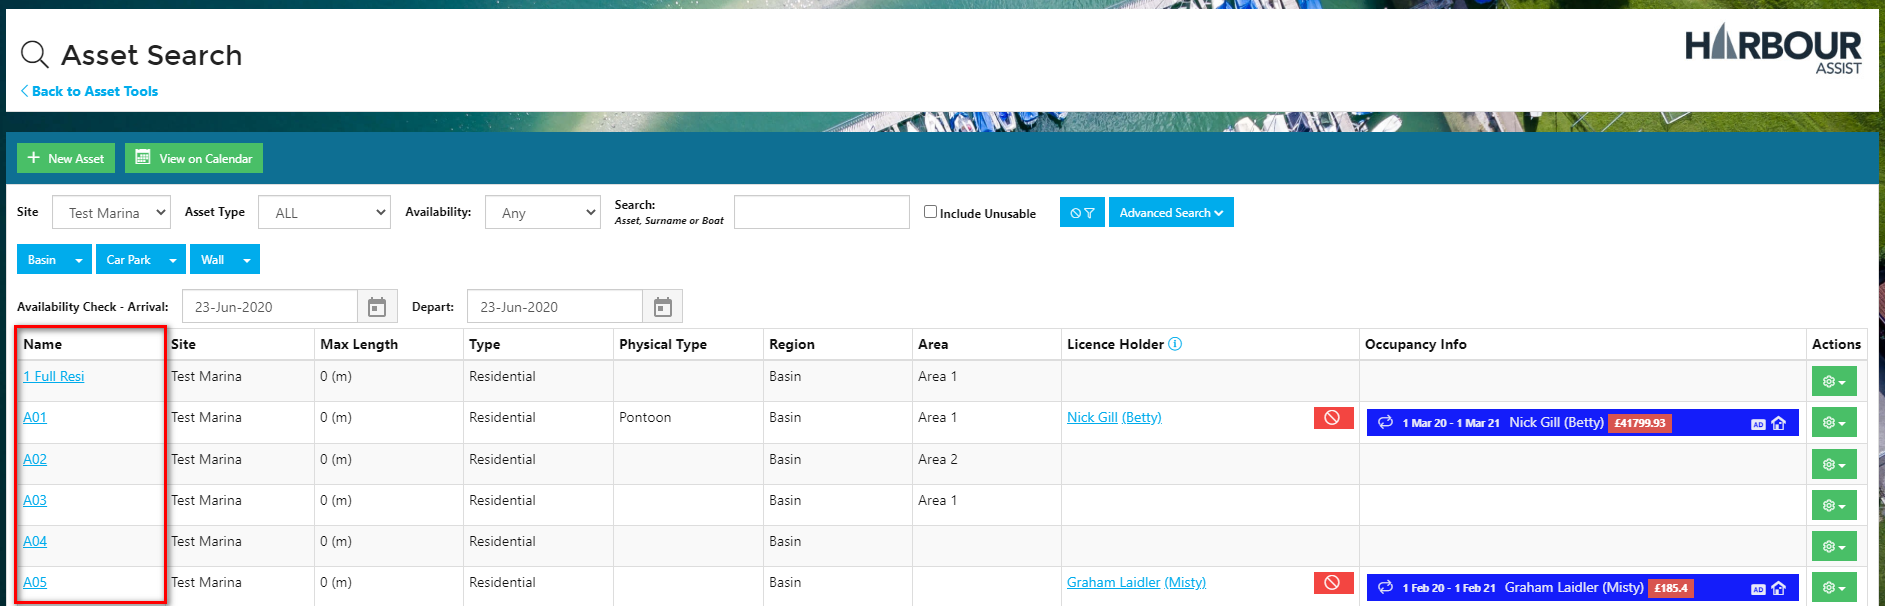 Asset Search
HARBOUR
ASSIST
Back to Asset Tools
New Asset View on Calendar
Site Test Marina Asset Type ALL Availability: Any Search: Asset, Surname or Boat Include Unusable Advanced Search
Basin Car Park Wall
Availability Check - Arrival: 23-Jun-2020 Depart: 23-Jun-2020
Name Site Max Length Type Physical Type Region Area Licence Holder Occupancy Info Actions
1 Full Resi Test Marina 0 (m) Residential Basin Area 1
A01 Test Marina 0 (m) Residential Pontoon Basin Area 1 Nick Gill (Betty) 1 Mar 20 - 1 Mar 21 Nick Gill (Betty) £41799.93 AD
A02 Test Marina 0 (m) Residential Basin Area 2
A03 Test Marina 0 (m) Residential Basin Area 1
A04 Test Marina 0 (m) Residential Basin
A05 Test Marina 0 (m) Residential Basin Graham Laidler (Misty) 1 Feb 20 - 1 Feb 21 Graham Laidler (Misty) £185.4 AD